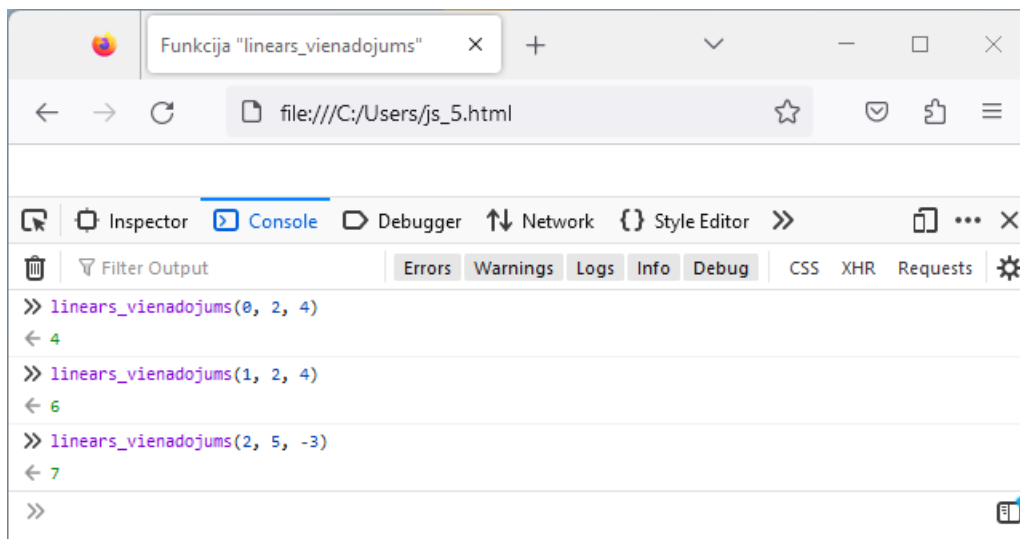 Funkcija "linears_vienadojums"
file:///C:/Users/js_5.html
Inspector Console Debugger Network Style Editor
Filter Output Errors Warnings Logs Info Debug CSS XHR Requests
linears_vienadojums(0, 2, 4)
4
linears_vienadojums(1, 2, 4)
6
linears_vienadojums(2, 5, -3)
7